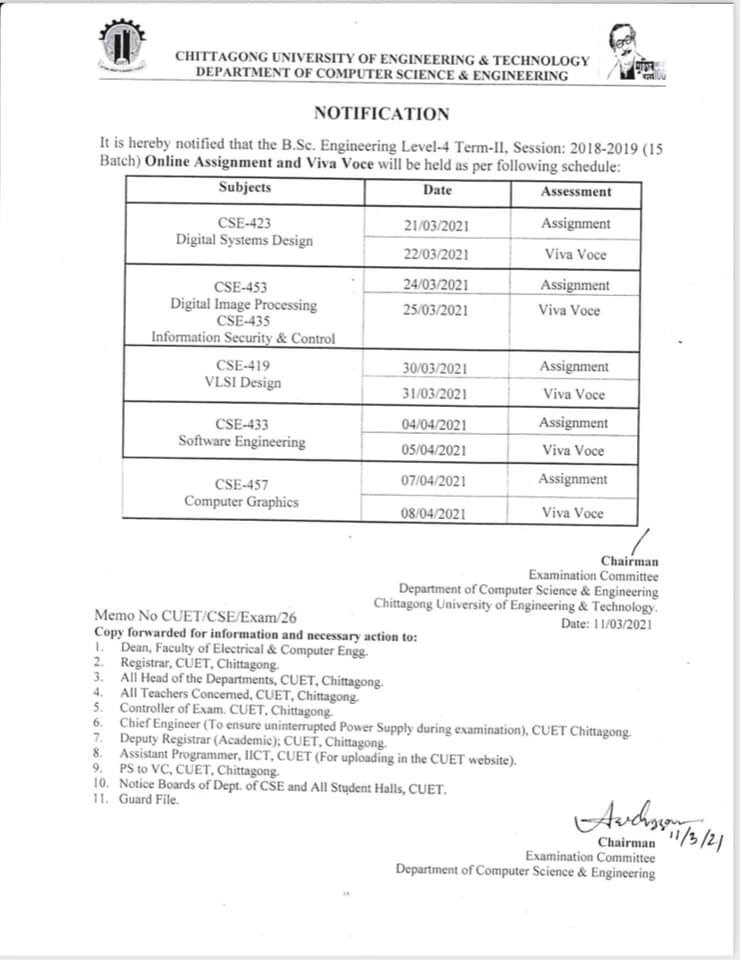 CHITTAGONG UNIVERSITY OF ENGINEERING & TECHNOLOGY
DEPARTMENT OF COMPUTER SCIENCE & ENGINEERING
NOTIFICATION
It is hereby notified that the B.Sc. Engineering Level-4 Term-II, Session: 2018-2019 (15
Batch) Online Assignment and Viva Voce will be held as per following schedule:
Subjects Date Assessment
CSE-423
Digital Systems Design
21/03/2021 Assignment
22/03/2021 Viva Voce
CSE-453
Digital Image Processing
CSE-435
Information Security & Control
24/03/2021 Assignment
25/03/2021 Viva Voce
CSE-419
VLSI Design
30/03/2021 Assignment
31/03/2021 Viva Voce
CSE-433
Software Engineering
04/04/2021 Assignment
05/04/2021 Viva Voce
CSE-457
Computer Graphics
07/04/2021 Assignment
08/04/2021 Viva Voce
Chairman
Examination Committee
Department of Computer Science & Engineering
Chittagong University of Engineering & Technology.
Date: 11/03/2021
Memo No CUET/CSE/Exam/26
Copy forwarded for information and necessary action to:
1. Dean, Faculty of Electrical & Computer Engg.
2. Registrar, CUET, Chittagong.
3. All Head of the Departments, CUET, Chittagong.
4. All Teachers Concerned, CUET, Chittagong.
5. Controller of Exam. CUET, Chittagong.
6. Chief Engineer (To ensure uninterrupted Power Supply during examination), CUET Chittagong.
7. Deputy Registrar (Academic); CUET, Chittagong.
8. Assistant Programmer, IICT, CUET (For uploading in the CUET website).
9. PS to VC, CUET, Chittagong.
10. Notice Boards of Dept. of CSE and All Student Halls, CUET.
11. Guard File.
11/3/21
Chairman
Examination Committee
Department of Computer Science & Engineering